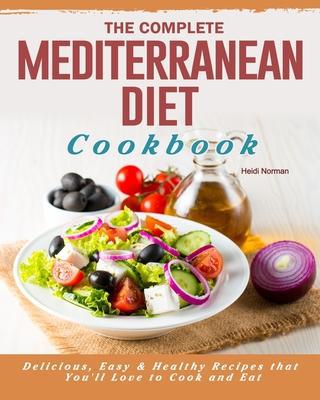 THE COMPLETE
MEDITERRANEAN
DIET
Cookbook
Heidi Norman
Delicious, Easy & Healthy Recipes that
You'll Love to Cook and Eat